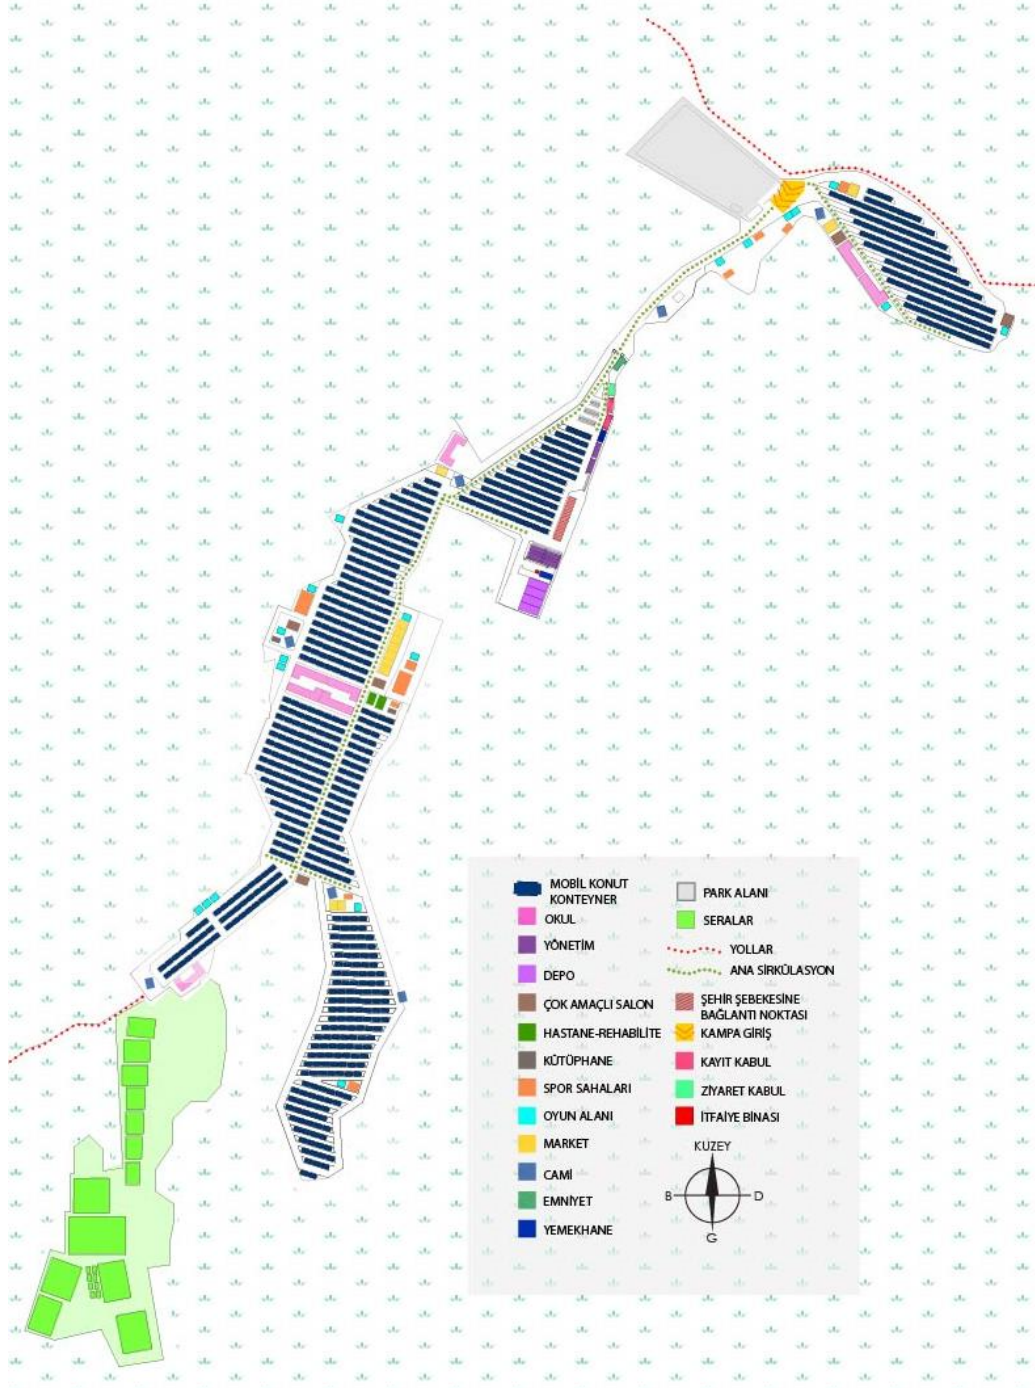 MOBİL KONUT
KONTEYNER
OKUL
YÖNETİM
DEPO
ÇOK AMAÇLI SALON
HASTANE-REHABİLİTE
KÜTÜPHANE
SPOR SAHALARI
OYUN ALANI
MARKET
CAMİ
EMNİYET
YEMEKHANE
PARK ALANI
SERALAR
YOLLAR
ANA SİRKÜLASYON
ŞEHİR ŞEBEKESİNE
BAĞLANTI NOKTASI
KAMPA GİRİŞ
KAYIT KABUL
ZİYARET KABUL
İTFAİYE BİNASI
KUZEY
B
D
G